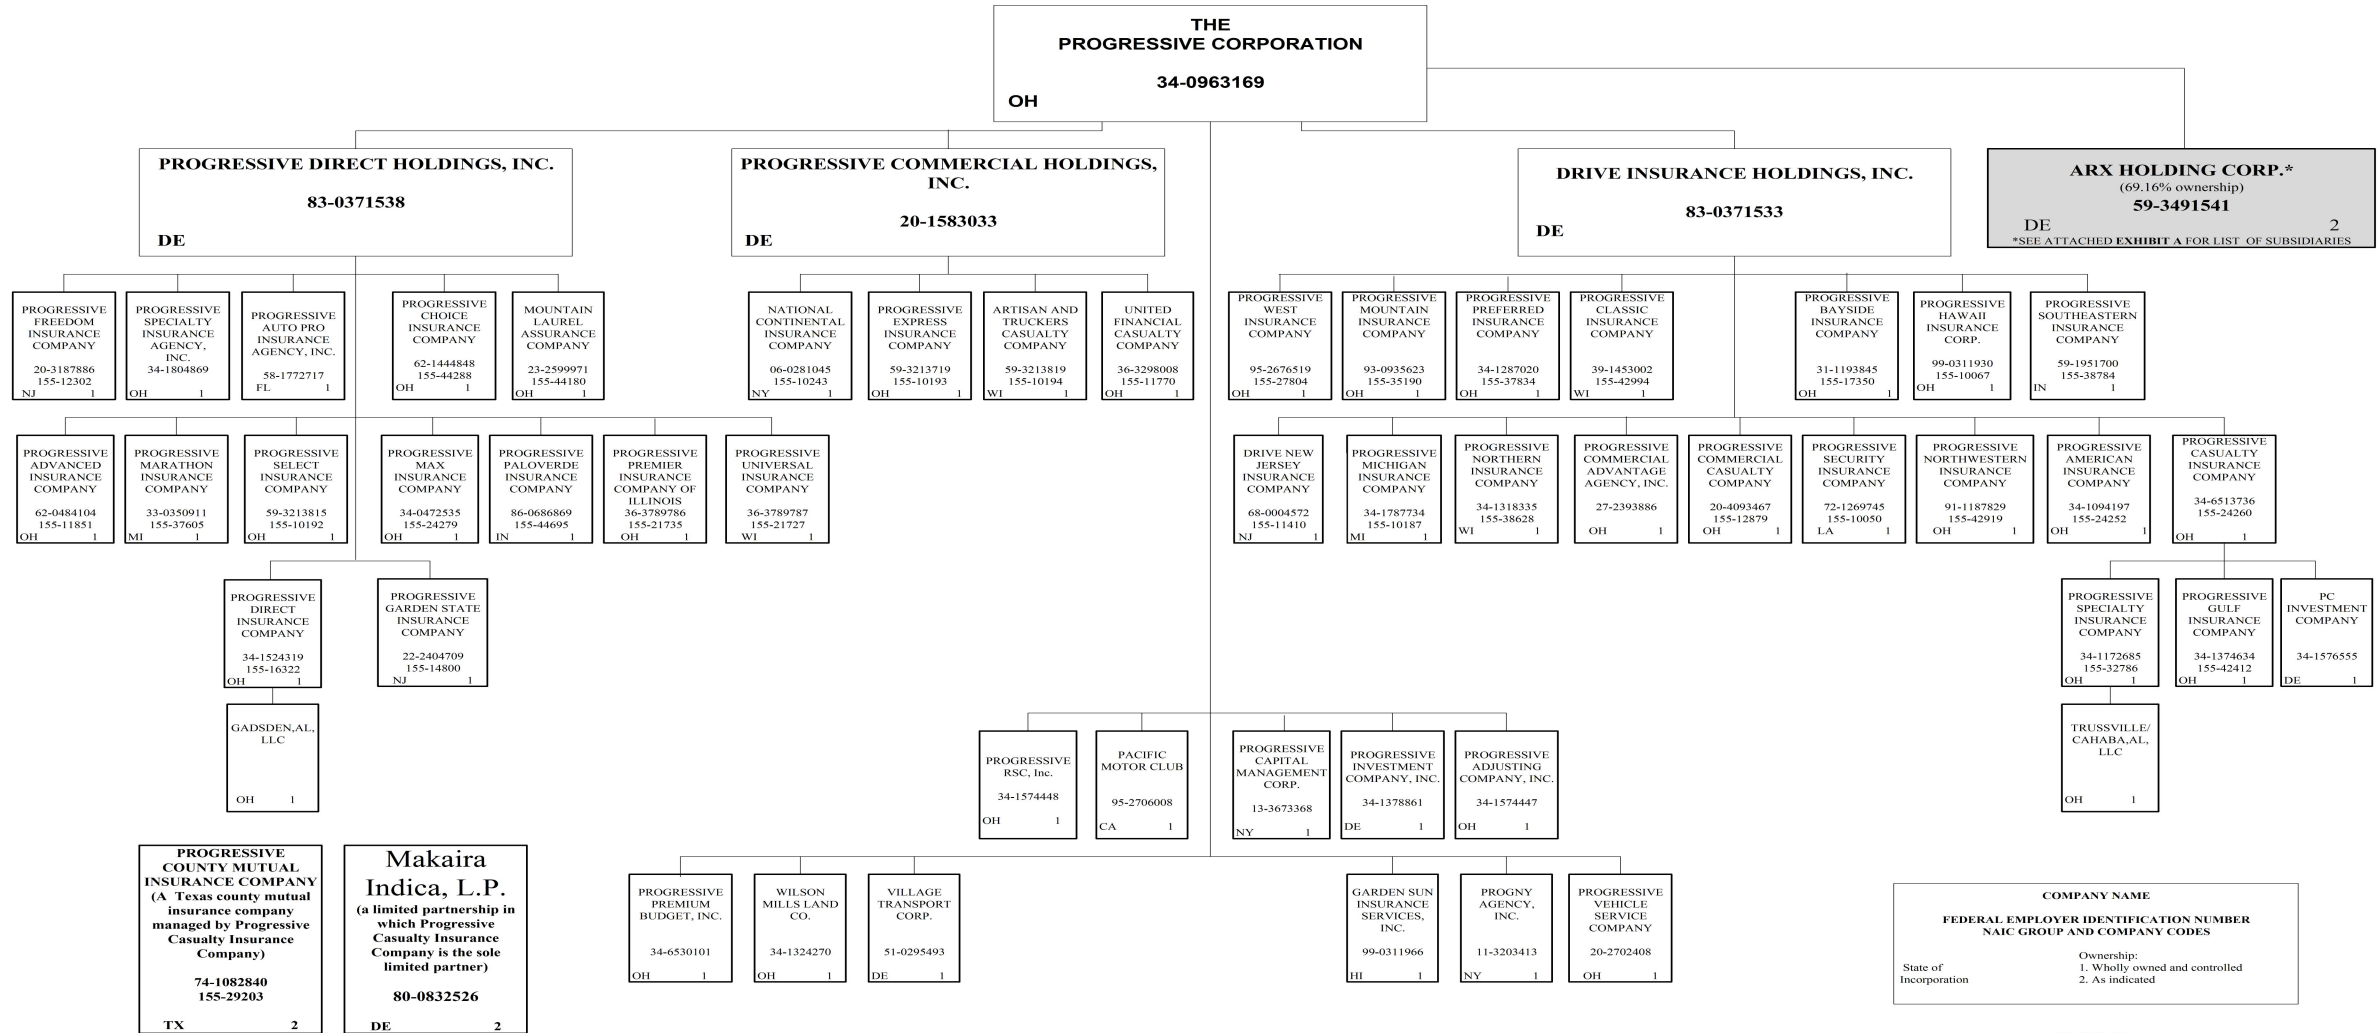 THE
PROGRESSIVE CORPORATION
34-0963169
OH
PROGRESSIVE DIRECT HOLDINGS, INC.
83-0371538
DE
PROGRESSIVE COMMERCIAL HOLDINGS,
INC.
20-1583033
DE
DRIVE INSURANCE HOLDINGS, INC.
83-0371533
DE
ARX HOLDING CORP.*
(69.16% ownership)
59-3491541
DE 2
*SEE ATTACHED EXHIBIT A FOR LIST OF SUBSIDIARIES
PROGRESSIVE
FREEDOM
INSURANCE
COMPANY
20-3187886
155-12302
NJ 1
PROGRESSIVE
SPECIALTY
INSURANCE
AGENCY,
INC.
34-1804869
OH 1
PROGRESSIVE
AUTO PRO
INSURANCE
AGENCY, INC.
58-1772717
FL 1
PROGRESSIVE
CHOICE
INSURANCE
COMPANY
62-1444848
155-44288
OH 1
MOUNTAIN
LAUREL
ASSURANCE
COMPANY
23-2599971
155-44180
OH 1
NATIONAL
CONTINENTAL
INSURANCE
COMPANY
06-0281045
155-10243
NY 1
PROGRESSIVE
EXPRESS
INSURANCE
COMPANY
59-3213719
155-10193
OH 1
ARTISAN AND
TRUCKERS
CASUALTY
COMPANY
59-3213819
155-10194
WI 1
UNITED
FINANCIAL
CASUALTY
COMPANY
36-3298008
155-11770
OH 1
PROGRESSIVE
WEST
INSURANCE
COMPANY
95-2676519
155-27804
OH 1
PROGRESSIVE
MOUNTAIN
INSURANCE
COMPANY
93-0935623
155-35190
OH 1
PROGRESSIVE
PREFERRED
INSURANCE
COMPANY
34-1287020
155-37834
OH 1
PROGRESSIVE
CLASSIC
INSURANCE
COMPANY
39-1453002
155-42994
WI 1
PROGRESSIVE
BAYSIDE
INSURANCE
COMPANY
31-1193845
155-17350
OH 1
PROGRESSIVE
HAWAII
INSURANCE
CORP.
99-0311930
155-10067
OH 1
PROGRESSIVE
SOUTHEASTERN
INSURANCE
COMPANY
59-1951700
155-38784
IN 1
PROGRESSIVE
ADVANCED
INSURANCE
COMPANY
62-0484104
155-11851
OH 1
PROGRESSIVE
MARATHON
INSURANCE
COMPANY
33-0350911
155-37605
MI 1
PROGRESSIVE
SELECT
INSURANCE
COMPANY
59-3213815
155-10192
OH 1
PROGRESSIVE
MAX
INSURANCE
COMPANY
34-0472535
155-24279
OH 1
PROGRESSIVE
PALOVERDE
INSURANCE
COMPANY
86-0686869
155-44695
IN 1
PROGRESSIVE
PREMIER
INSURANCE
COMPANY OF
ILLINOIS
36-3789786
155-21735
OH 1
PROGRESSIVE
UNIVERSAL
INSURANCE
COMPANY
36-3789787
155-21727
WI 1
DRIVE NEW
JERSEY
INSURANCE
COMPANY
68-0004572
155-11410
NJ 1
PROGRESSIVE
MICHIGAN
INSURANCE
COMPANY
34-1787734
155-10187
MI 1
PROGRESSIVE
NORTHERN
INSURANCE
COMPANY
34-1318335
155-38628
WI 1
PROGRESSIVE
COMMERCIAL
ADVANTAGE
AGENCY, INC.
27-2393886
OH 1
PROGRESSIVE
COMMERCIAL
CASUALTY
COMPANY
20-4093467
155-12879
OH 1
PROGRESSIVE
SECURITY
INSURANCE
COMPANY
72-1269745
155-10050
LA 1
PROGRESSIVE
NORTHWESTERN
INSURANCE
COMPANY
91-1187829
155-42919
OH 1
PROGRESSIVE
AMERICAN
INSURANCE
COMPANY
34-1094197
155-24252
OH 1
PROGRESSIVE
CASUALTY
INSURANCE
COMPANY
34-6513736
155-24260
OH 1
PROGRESSIVE
DIRECT
INSURANCE
COMPANY
34-1524319
155-16322
OH 1
PROGRESSIVE
GARDEN STATE
INSURANCE
COMPANY
22-2404709
155-14800
NJ 1
PROGRESSIVE
SPECIALTY
INSURANCE
COMPANY
34-1172685
155-32786
OH 1
PROGRESSIVE
GULF
INSURANCE
COMPANY
34-1374634
155-42412
OH 1
PC
INVESTMENT
COMPANY
34-1576555
DE 1
GADSDEN,AL,
LLC
OH 1
PROGRESSIVE
RSC, Inc.
34-1574448
OH 1
PACIFIC
MOTOR CLUB
95-2706008
CA 1
PROGRESSIVE
CAPITAL
MANAGEMENT
CORP.
13-3673368
NY 1
PROGRESSIVE
INVESTMENT
COMPANY, INC.
34-1378861
DE 1
PROGRESSIVE
ADJUSTING
COMPANY, INC.
34-1574447
OH 1
TRUSSVILLE/
CAHABA,AL,
LLC
OH 1
PROGRESSIVE
COUNTY MUTUAL
INSURANCE COMPANY
(A Texas county mutual
insurance company
managed by Progressive
Casualty Insurance
Company)
74-1082840
155-29203
TX 2
Makaira
Indica, L.P.
(a limited partnership in
which Progressive
Casualty Insurance
Company is the sole
limited partner)
80-0832526
DE 2
PROGRESSIVE
PREMIUM
BUDGET, INC.
34-6530101
OH 1
WILSON
MILLS LAND
CO.
34-1324270
OH 1
VILLAGE
TRANSPORT
CORP.
51-0295493
DE 1
GARDEN SUN
INSURANCE
SERVICES,
INC.
99-0311966
HI 1
PROGNY
AGENCY,
INC.
11-3203413
NY 1
PROGRESSIVE
VEHICLE
SERVICE
COMPANY
20-2702408
OH 1
COMPANY NAME
FEDERAL EMPLOYER IDENTIFICATION NUMBER
NAIC GROUP AND COMPANY CODES
Ownership:
State of 1. Wholly owned and controlled
Incorporation 2. As indicated